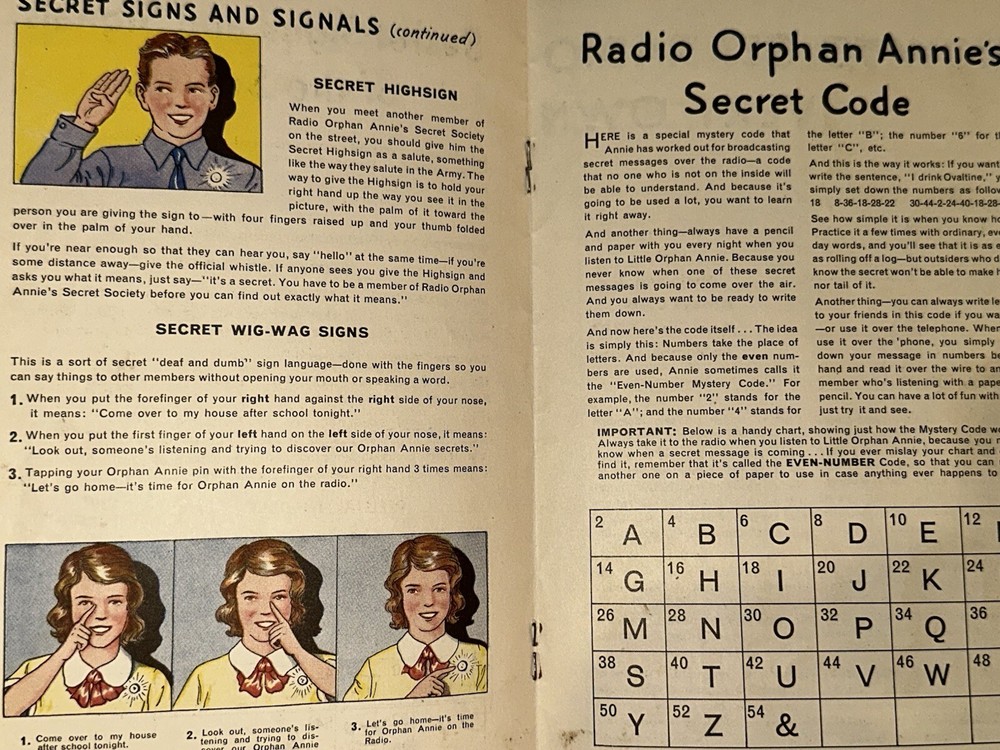 SECRET SIGNS AND SIGNALS (continued)
SECRET HIGHSIGN
When you meet another member of
Radio Orphan Annie's Secret Society
on the street, you should give him the
Secret Highsign as a salute, something
like the way they salute in the Army. The
way to give the Highsign is to hold your
right hand up the way you see it in the
picture, with the palm of it toward the
person you are giving the sign to—with four fingers raised up and your thumb folded
over in the palm of your hand.
If you're near enough so that they can hear you, say "hello" at the same time—if you're
some distance away—give the official whistle. If anyone sees you give the Highsign and
asks you what it means, just say—"it's a secret. You have to be a member of Radio Orphan
Annie's Secret Society before you can find out exactly what it means."
SECRET WIG-WAG SIGNS
This is a sort of secret "deaf and dumb" sign language—done with the fingers so you
can say things to other members without opening your mouth or speaking a word.
1. When you put the forefinger of your right hand against the right side of your nose,
it means: "Come over to my house after school tonight."
2. When you put the first finger of your left hand on the left side of your nose, it means:
"Look out, someone's listening and trying to discover our Orphan Annie secrets."
3. Tapping your Orphan Annie pin with the forefinger of your right hand 3 times means:
"Let's go home—it's time for Orphan Annie on the radio."
1. Come over to my house
after school tonight.
2. Look out, someone's lis-
tening and trying to dis-
cover our Orphan Annie
3. Let's go home—it's time
for Orphan Annie on the
Radio.
Radio Orphan Annie's
Secret Code
HERE is a special mystery code that
Annie has worked out for broadcasting
secret messages over the radio—a code
that no one who is not on the inside will
be able to understand. And because it's
going to be used a lot, you want to learn
it right away.
And another thing—always have a pencil
and paper with you every night when you
listen to Little Orphan Annie. Because you
never know when one of these secret
messages is going to come over the air.
And you always want to be ready to write
them down.
And now here's the code itself . . . The idea
is simply this: Numbers take the place of
letters. And because only the even num-
bers are used, Annie sometimes calls it
the "Even-Number Mystery Code." For
example, the number "2" stands for the
letter "A"; and the number "4" stands for
the letter "B"; the number "6" for
letter "C", etc.
And this is the way it works: If you want
write the sentence, "I drink Ovaltine,"
simply set down the numbers as
18 8-36-18-28-22 30-44-2-24-40-18-28-
See how simple it is when you know
Practice it a few times with ordinary,
day words, and you'll see that it is as
as rolling off a log—but outsiders who
know the secret won't be able to make
nor tail of it.
Another thing—you can always write
to your friends in this code if you
—or use it over the telephone. When
use it over the 'phone, you simply
down your message in numbers
hand and read it over the wire to
member who's listening with a
pencil. You can have a lot of fun with
just try it and see.
IMPORTANT: Below is a handy chart, showing just how the Mystery Code
Always take it to the radio when you listen to Little Orphan Annie, because you
know when a secret message is coming . . . If you ever mislay your chart and
find it, remember that it's called the EVEN-NUMBER Code, so that you can
another one on a piece of paper to use in case anything ever happens to
2 A 4 B 6 C 8 D 10 E 12
14 G 16 H 18 I 20 J 22 K 24
26 M 28 N 30 O 32 P 34 Q 36
38 S 40 T 42 U 44 V 46 W 48
50 Y 52 Z 54 &